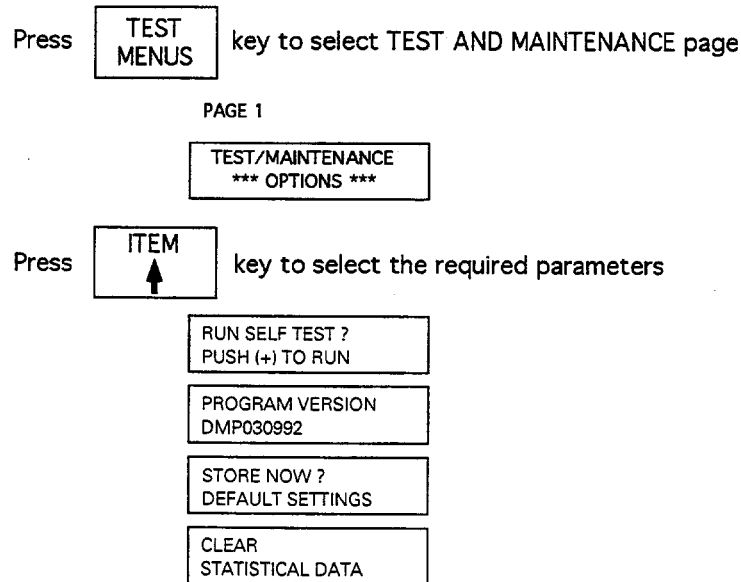 Press TEST MENUS key to select TEST AND MAINTENANCE page
PAGE 1
TEST/MAINTENANCE
*** OPTIONS ***
Press ITEM key to select the required parameters
RUN SELF TEST ?
PUSH (+) TO RUN
PROGRAM VERSION
DMP030992
STORE NOW ?
DEFAULT SETTINGS
CLEAR
STATISTICAL DATA